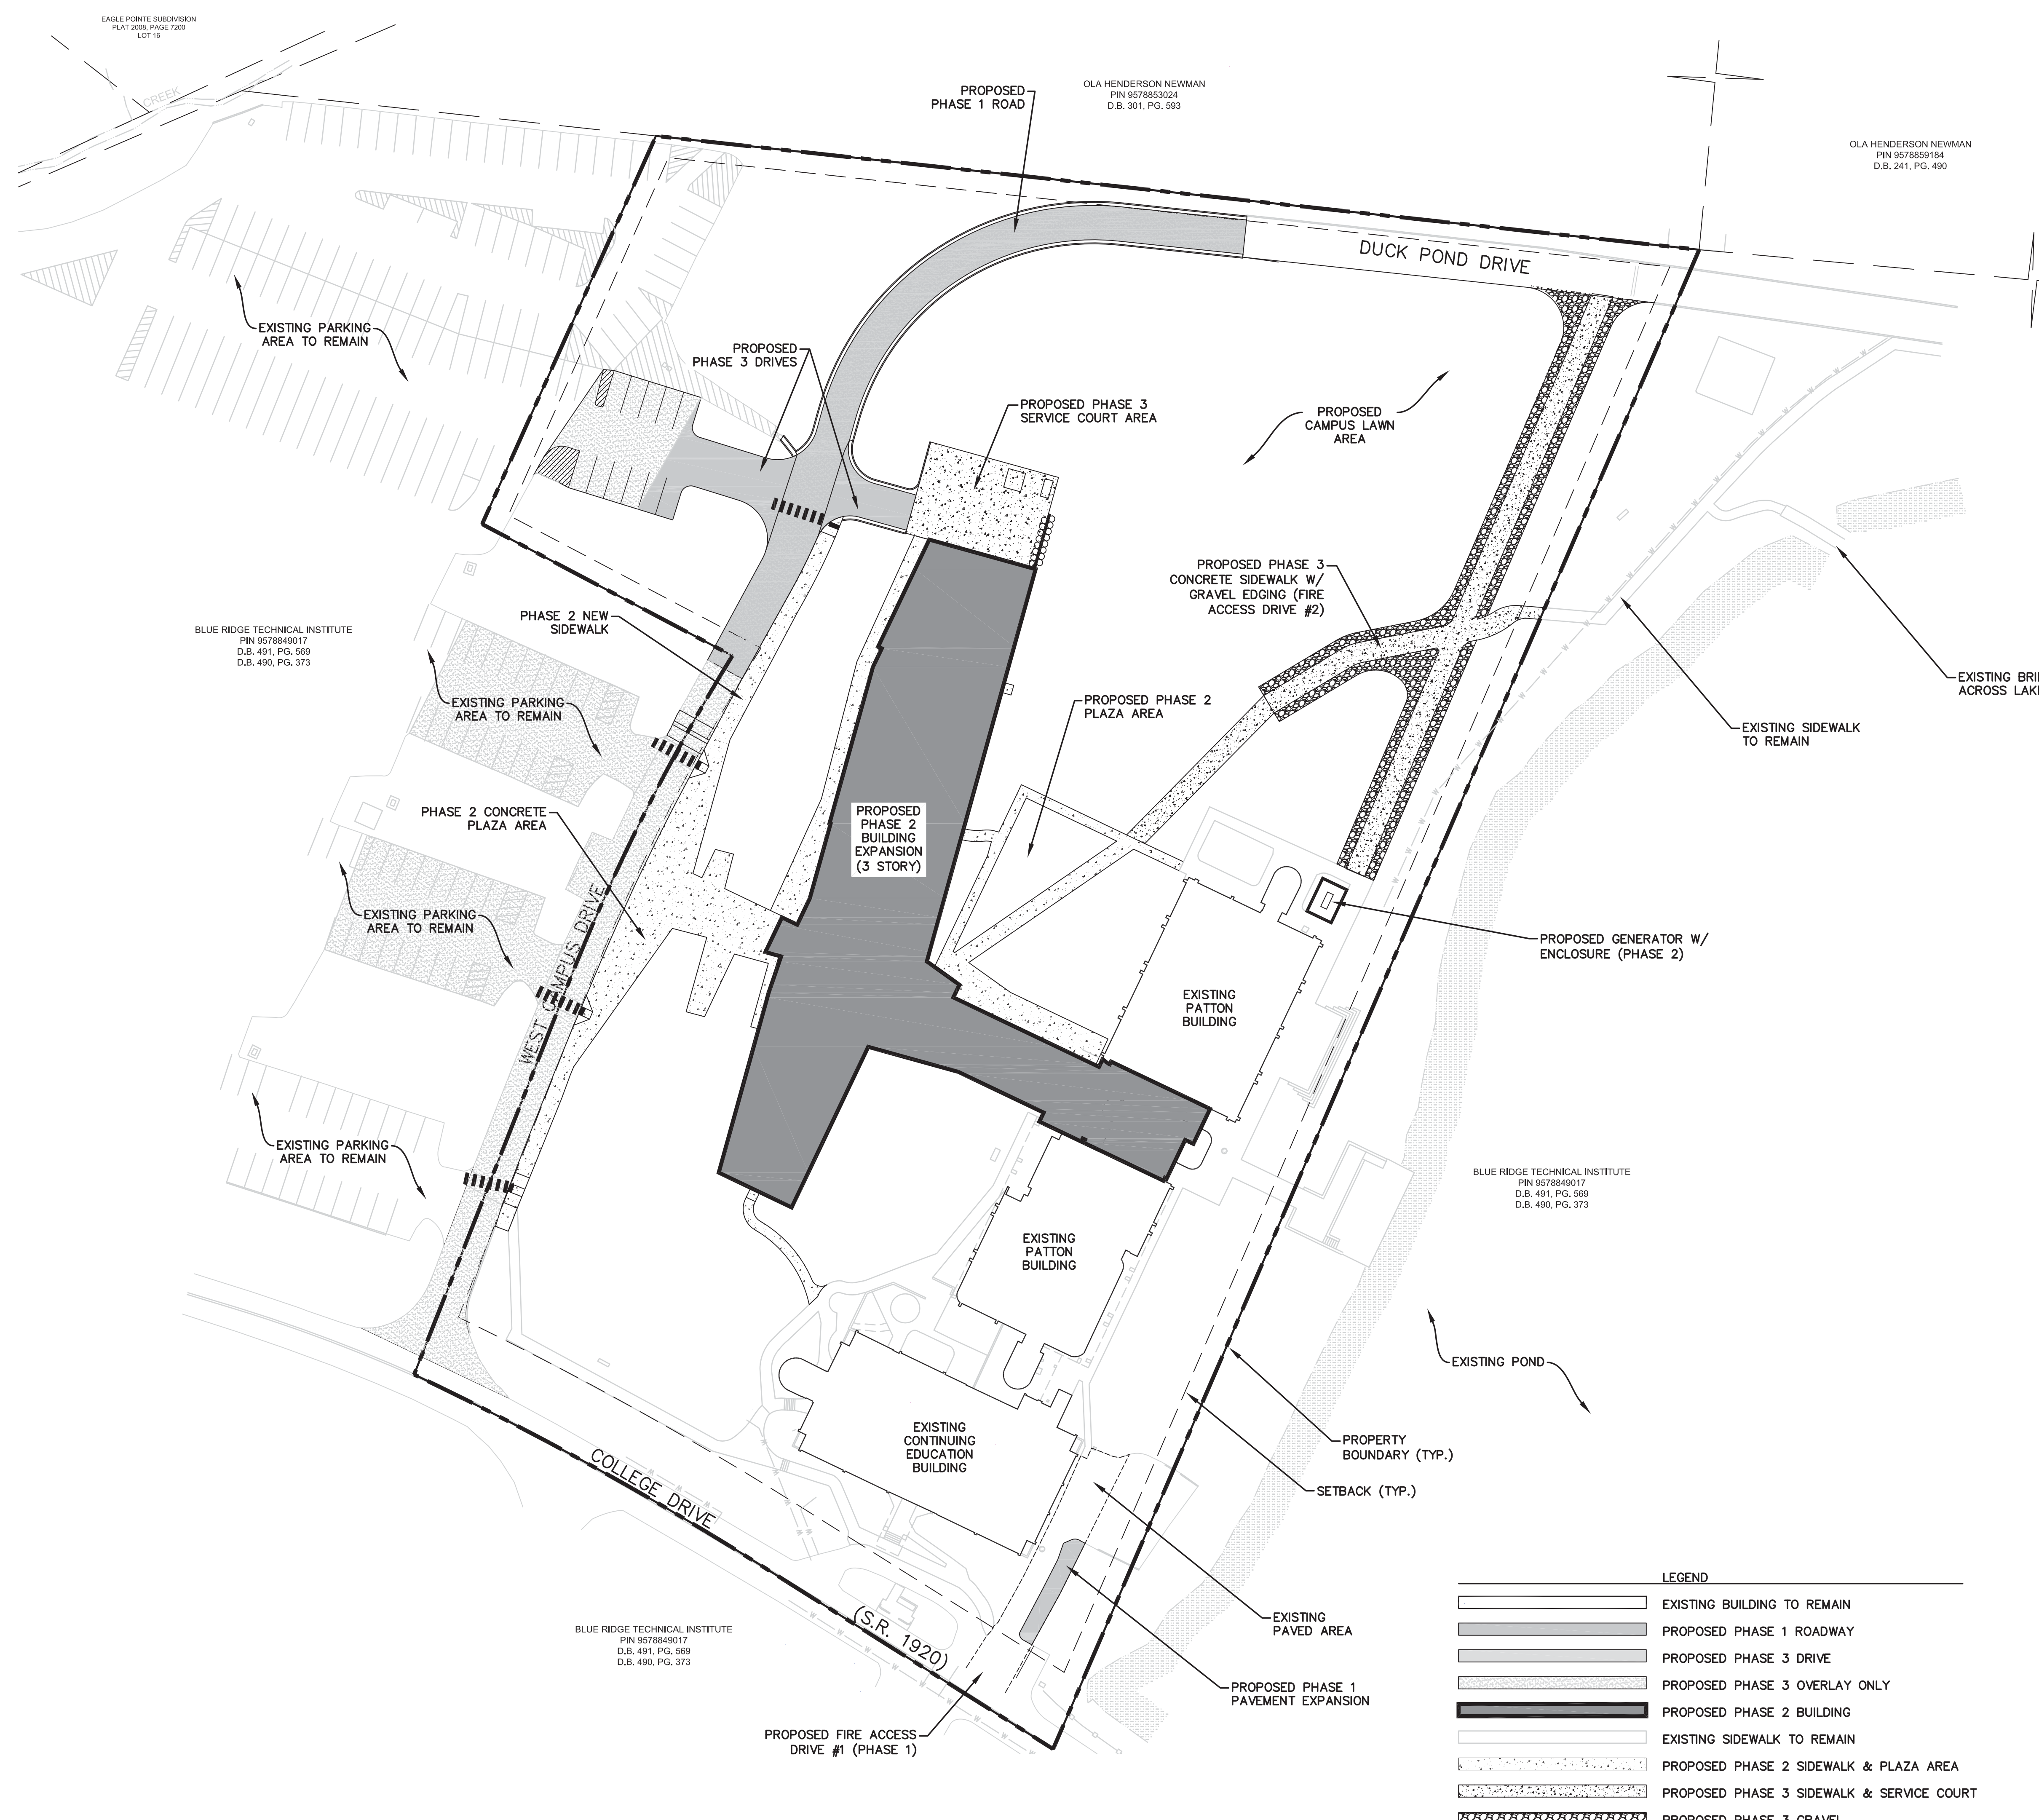 EAGLE POINTE SUBDIVISION
PLAT 2008, PAGE 7200
LOT 16
CREEK
PROPOSED
PHASE 1 ROAD
OLA HENDERSON NEWMAN
PIN 9578853024
D.B. 301, PG. 593
OLA HENDERSON NEWMAN
PIN 9578859184
D.B. 241, PG. 490
DUCK POND DRIVE
EXISTING PARKING
AREA TO REMAIN
PROPOSED
PHASE 3 DRIVES
PROPOSED PHASE 3
SERVICE COURT AREA
PROPOSED
CAMPUS LAWN
AREA
PROPOSED PHASE 3
CONCRETE SIDEWALK W/
GRAVEL EDGING (FIRE
ACCESS DRIVE #2)
PHASE 2 NEW
SIDEWALK
BLUE RIDGE TECHNICAL INSTITUTE
PIN 9578849017
D.B. 491, PG. 569
D.B. 490, PG. 373
EXISTING PARKING
AREA TO REMAIN
PROPOSED PHASE 2
PLAZA AREA
EXISTING BRI
ACROSS LAK
EXISTING SIDEWALK
TO REMAIN
PHASE 2 CONCRETE
PLAZA AREA
PROPOSED
PHASE 2
BUILDING
EXPANSION
(3 STORY)
EXISTING PARKING
AREA TO REMAIN
WEST CAMPUS DRIVE
PROPOSED GENERATOR W/
ENCLOSURE (PHASE 2)
EXISTING
PATTON
BUILDING
EXISTING PARKING
AREA TO REMAIN
BLUE RIDGE TECHNICAL INSTITUTE
PIN 9578849017
D.B. 491, PG. 569
D.B. 490, PG. 373
EXISTING
PATTON
BUILDING
EXISTING POND
EXISTING
CONTINUING
EDUCATION
BUILDING
PROPERTY
BOUNDARY (TYP.)
SETBACK (TYP.)
COLLEGE DRIVE
(S.R. 1920)
EXISTING
PAVED AREA
BLUE RIDGE TECHNICAL INSTITUTE
PIN 9578849017
D.B. 491, PG. 569
D.B. 490, PG. 373
PROPOSED PHASE 1
PAVEMENT EXPANSION
PROPOSED FIRE ACCESS
DRIVE #1 (PHASE 1)
LEGEND
EXISTING BUILDING TO REMAIN
PROPOSED PHASE 1 ROADWAY
PROPOSED PHASE 3 DRIVE
PROPOSED PHASE 3 OVERLAY ONLY
PROPOSED PHASE 2 BUILDING
EXISTING SIDEWALK TO REMAIN
PROPOSED PHASE 2 SIDEWALK & PLAZA AREA
PROPOSED PHASE 3 SIDEWALK & SERVICE COURT
PROPOSED PHASE 3 GRAVEL